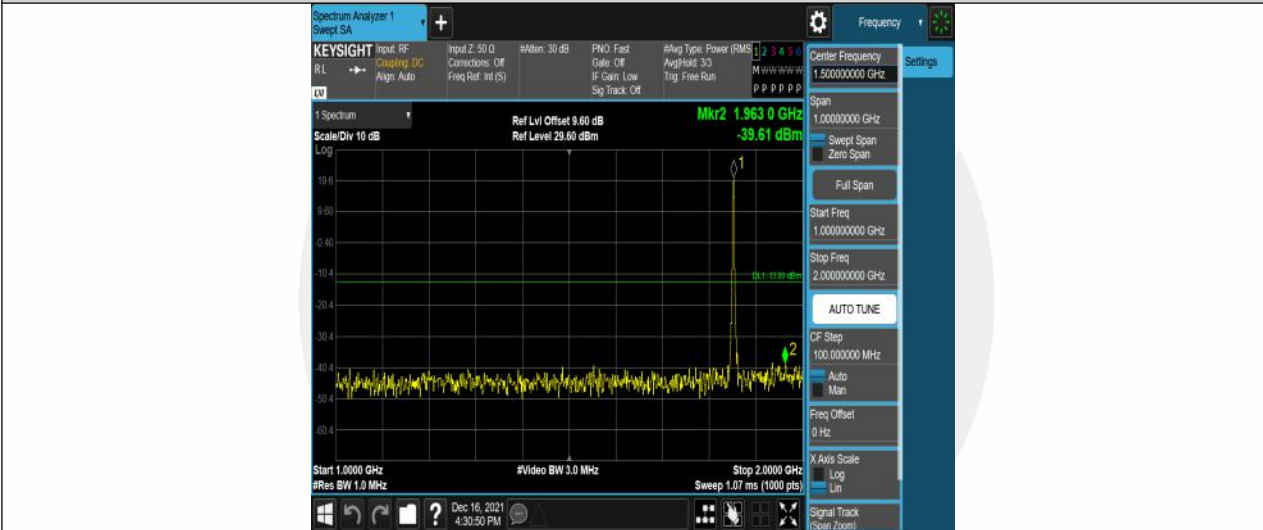 Spectrum Analyzer 1
Swept SA
+
Frequency
KEYSIGHT
Input: RF
Coupling: DC
Align: Auto
Input Z: 50 Ω
Corrections: Off
Freq Ref: Int (S)
#Atten: 30 dB
PNO: Fast
Gate: Off
IF Gain: Low
Sig Track: Off
#Avg Type: Power (RMS
Avg|Hold: 3/3
Trig: Free Run
1 2 3 4 5 6
M W W W W W
P P P P P P
RL
LV
Center Frequency
1.500000000 GHz
Settings
Span
1.00000000 GHz
Swept Span
Zero Span
Full Span
Start Freq
1.000000000 GHz
Stop Freq
2.000000000 GHz
AUTO TUNE
CF Step
100.000000 MHz
Auto
Man
Freq Offset
0 Hz
X Axis Scale
Log
Lin
Signal Track
(Span Zoom)
1 Spectrum
Scale/Div 10 dB
Log
Ref Lvl Offset 9.60 dB
Ref Level 29.60 dBm
Mkr2 1.963 0 GHz
-39.61 dBm
1
19.6
9.60
-0.40
-10.4
-20.4
-30.4
2
-40.4
-50.4
-60.4
Start 1.0000 GHz
#Res BW 1.0 MHz
#Video BW 3.0 MHz
Stop 2.0000 GHz
Sweep 1.07 ms (1000 pts)
?
Dec 16, 2021
4:30:50 PM